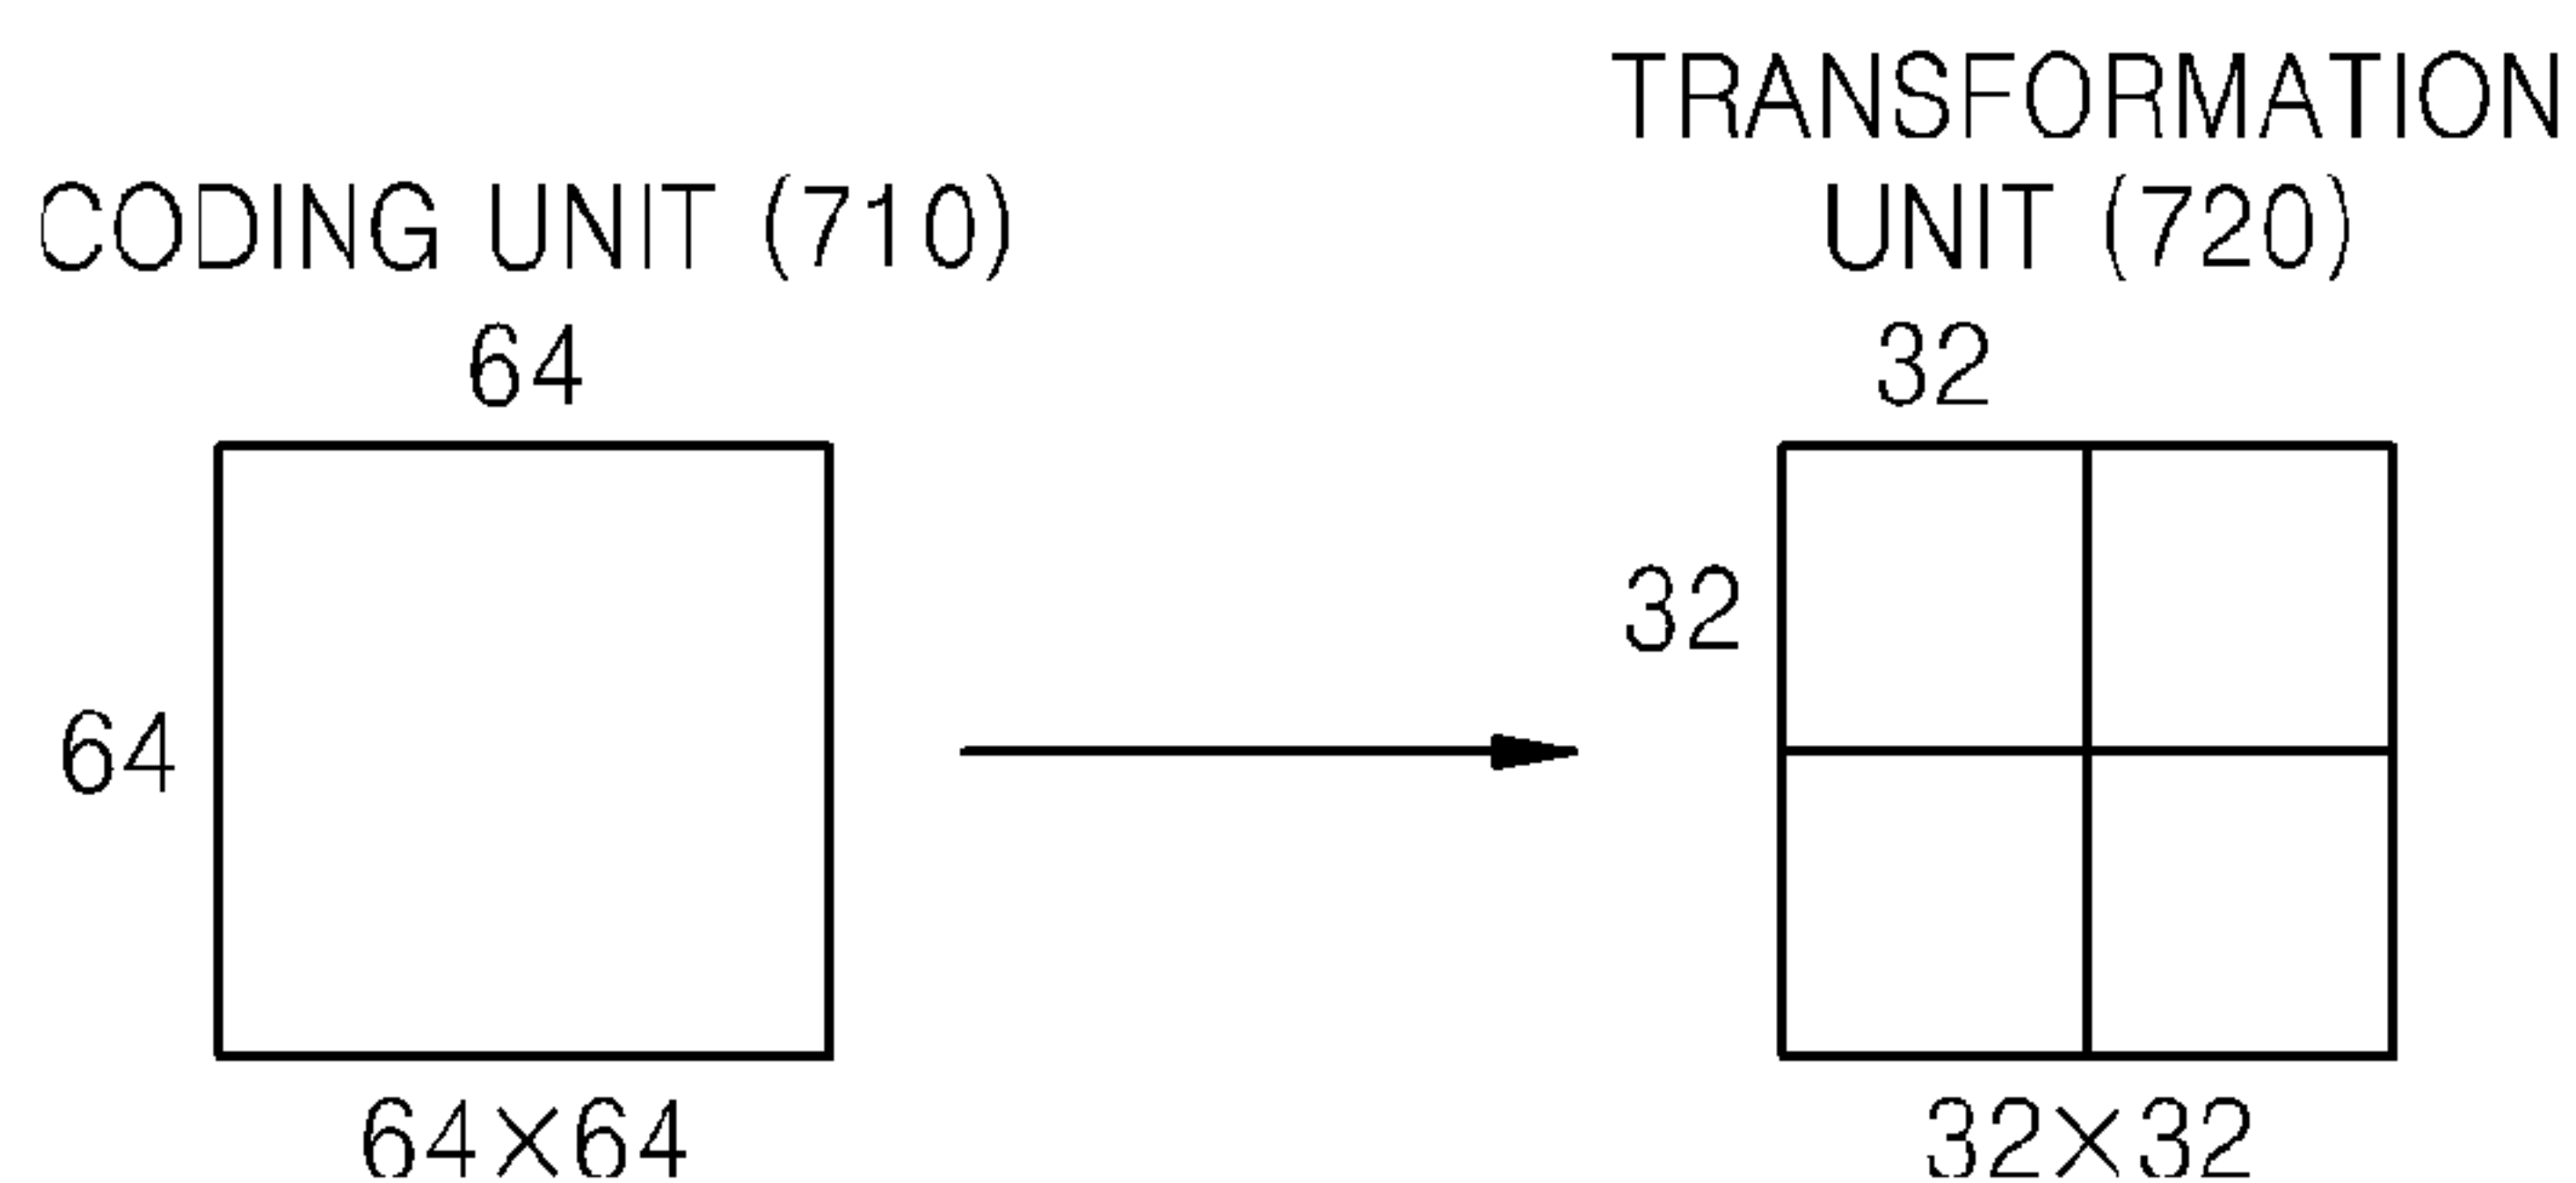 CODING UNIT (710)
64
64
64×64
TRANSFORMATION
UNIT (720)
32
32
32×32